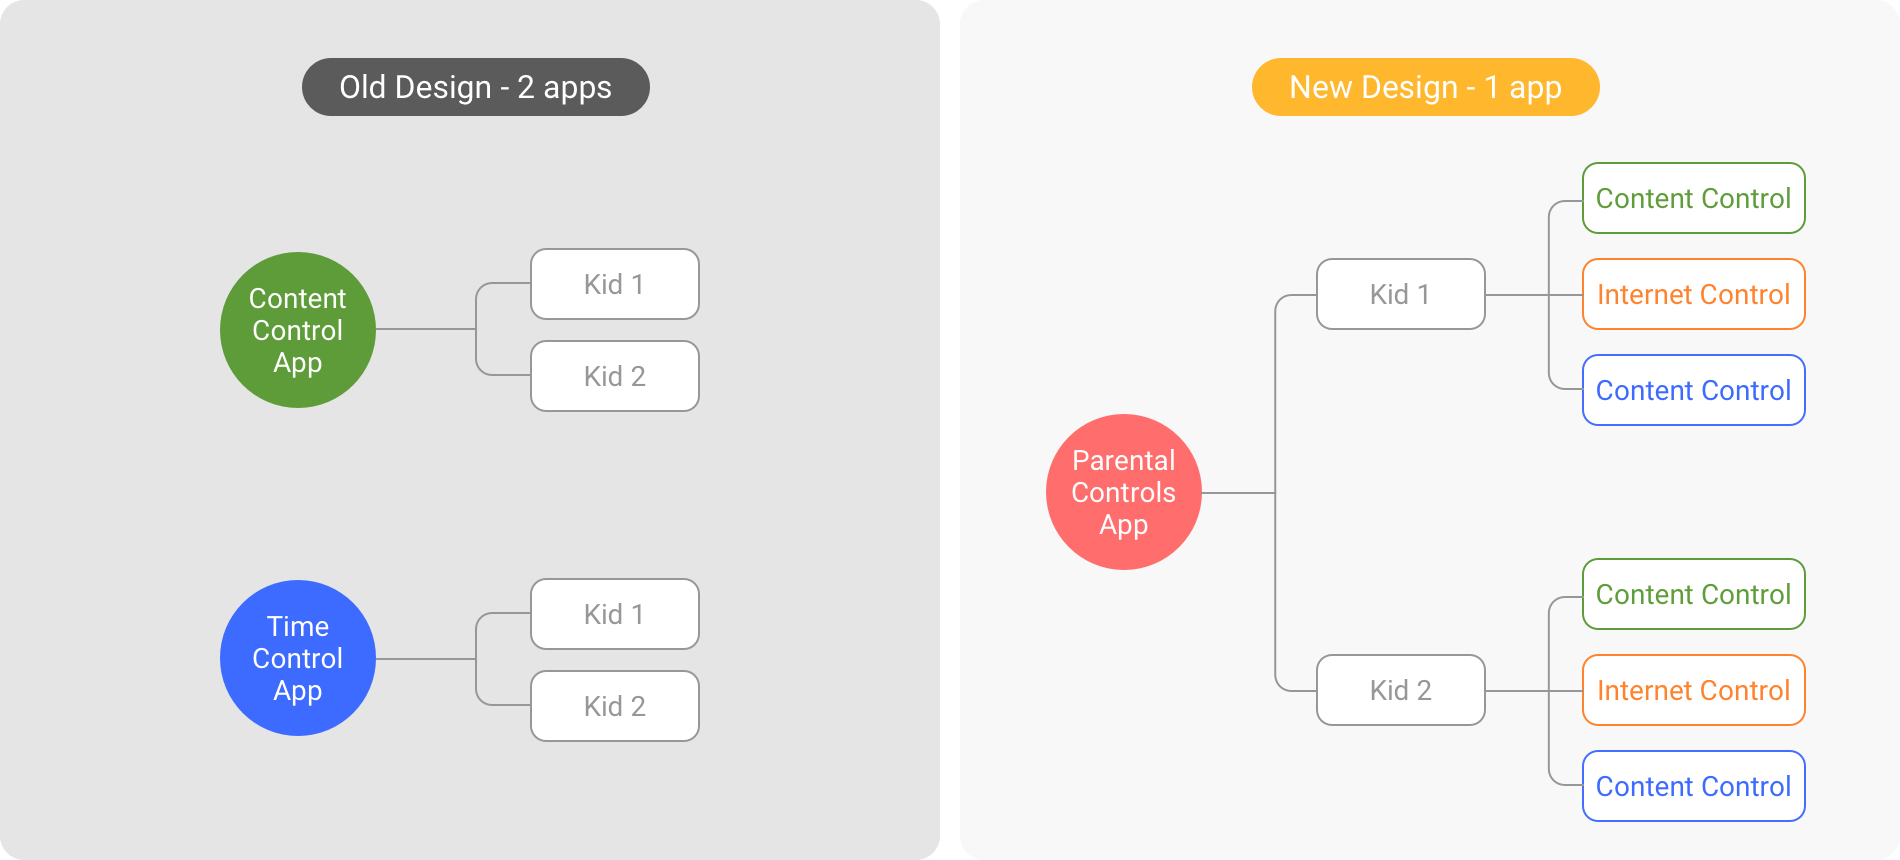 Old Design - 2 apps
Content
Control
App
Kid 1
Kid 2
Time
Control
App
Kid 1
Kid 2
New Design - 1 app
Parental
Controls
App
Kid 1
Content Control
Internet Control
Content Control
Kid 2
Content Control
Internet Control
Content Control